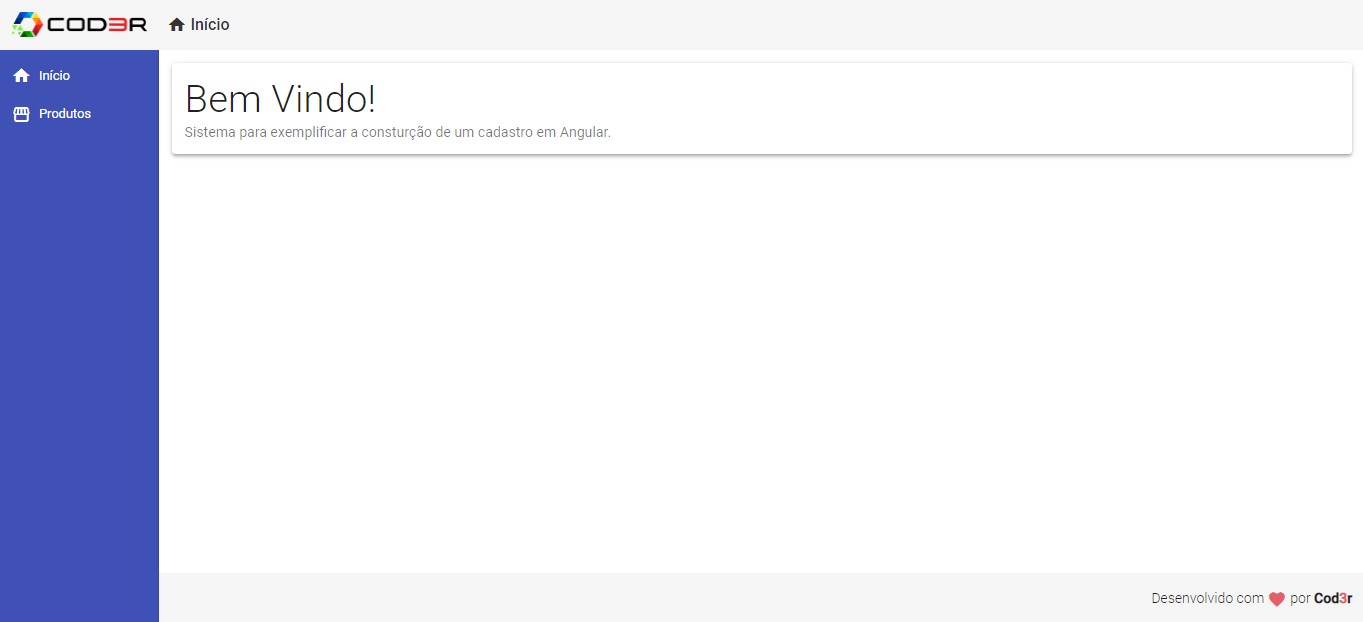 COD3R
Início
Início
Produtos
Bem Vindo!
Sistema para exemplificar a consturção de um cadastro em Angular.
Desenvolvido com por Cod3r